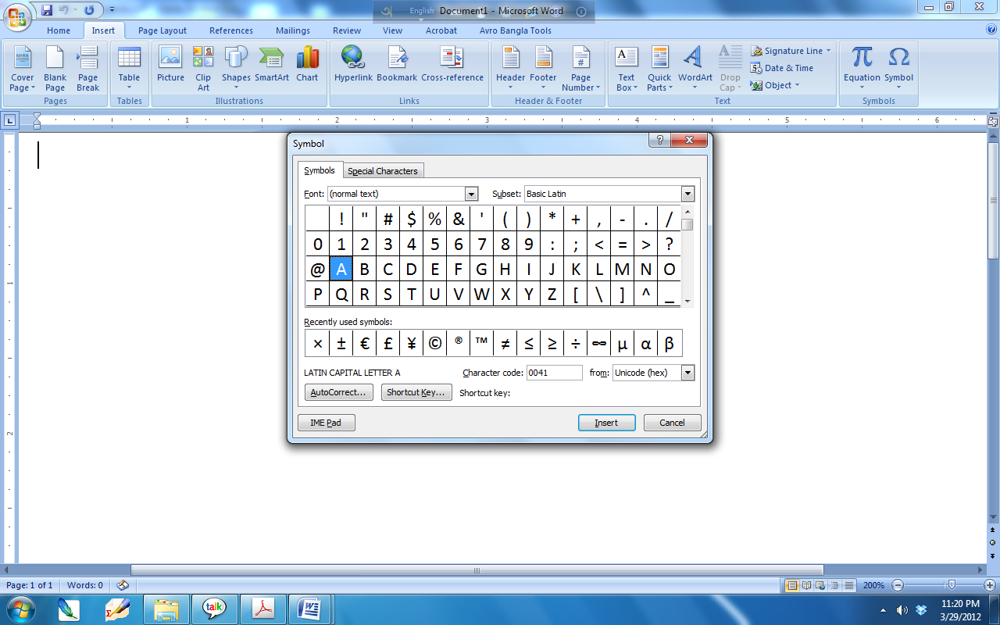 English Document1 - Microsoft Word
Home Insert Page Layout References Mailings Review View Acrobat Avro Bangla Tools
Cover Page Blank Page Page Break Table Picture Clip Art Shapes SmartArt Chart Hyperlink Bookmark Cross-reference Header Footer Page Number Text Box Quick Parts WordArt Drop Cap Signature Line Date & Time Object Equation Symbol
Pages Tables Illustrations Links Header & Footer Text Symbols
1 2 3 4 5 6
Symbol
Symbols Special Characters
Font: (normal text) Subset: Basic Latin
! " # $ % & ' ( ) * + , - . /
0 1 2 3 4 5 6 7 8 9 : ; < = > ?
@ A B C D E F G H I J K L M N O
P Q R S T U V W X Y Z [ \ ] ^ _
Recently used symbols:
× ± € £ ¥ © ® ™ ≠ ≤ ≥ ÷ ∞ µ α β
LATIN CAPITAL LETTER A Character code: 0041 from: Unicode (hex)
AutoCorrect... Shortcut Key... Shortcut key:
IME Pad Insert Cancel
1
2
Page: 1 of 1 Words: 0 200%
talk
11:20 PM
3/29/2012